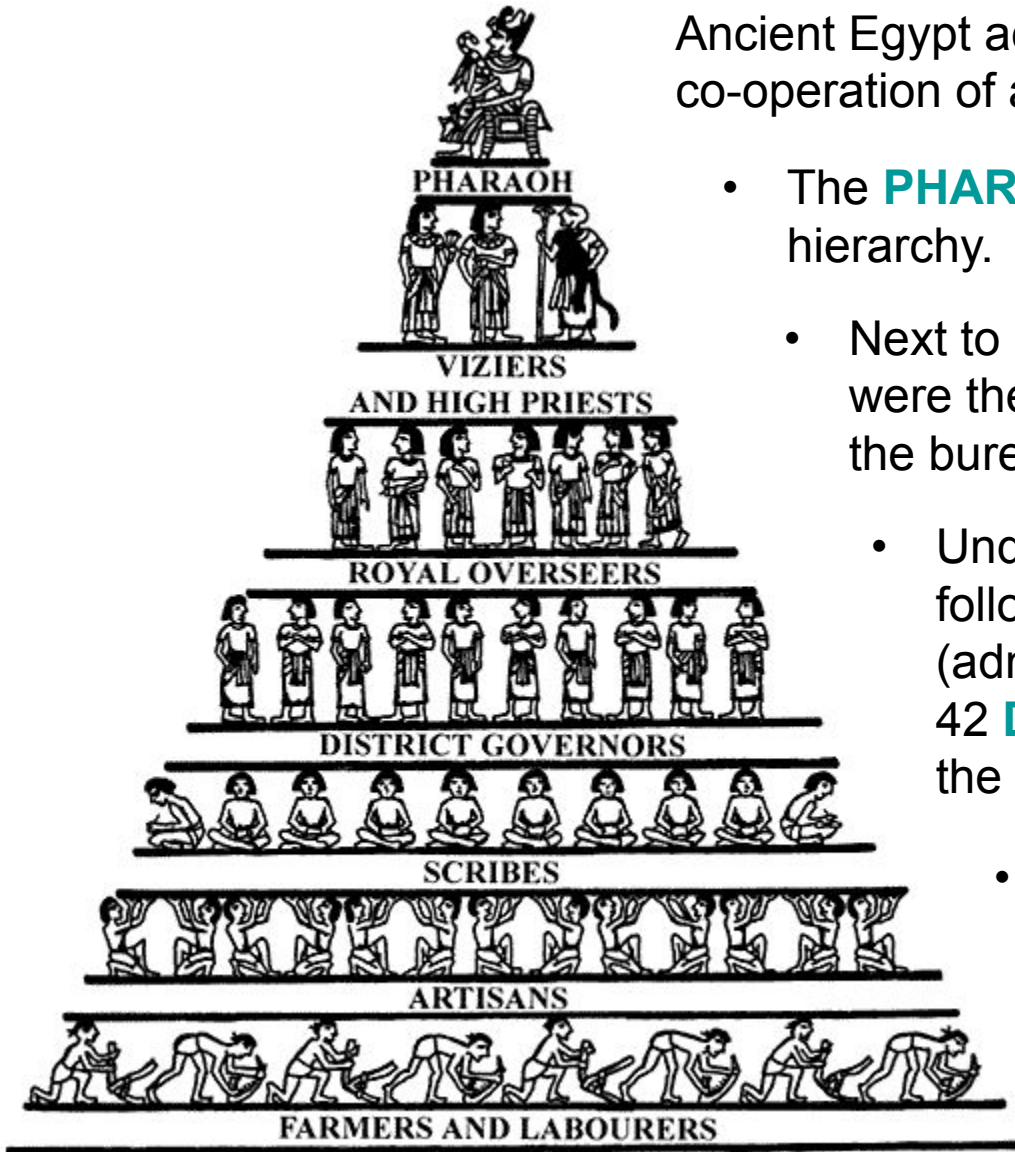 Ancient Egypt
co-operation of
• The PHAR
hierarchy.
• Next to
were the
the bure
• Und
follo
(adr
42
the
•
PHARAOH
VIZIERS
AND HIGH PRIESTS
ROYAL OVERSEERS
DISTRICT GOVERNORS
SCRIBES
ARTISANS
FARMERS AND LABOURERS